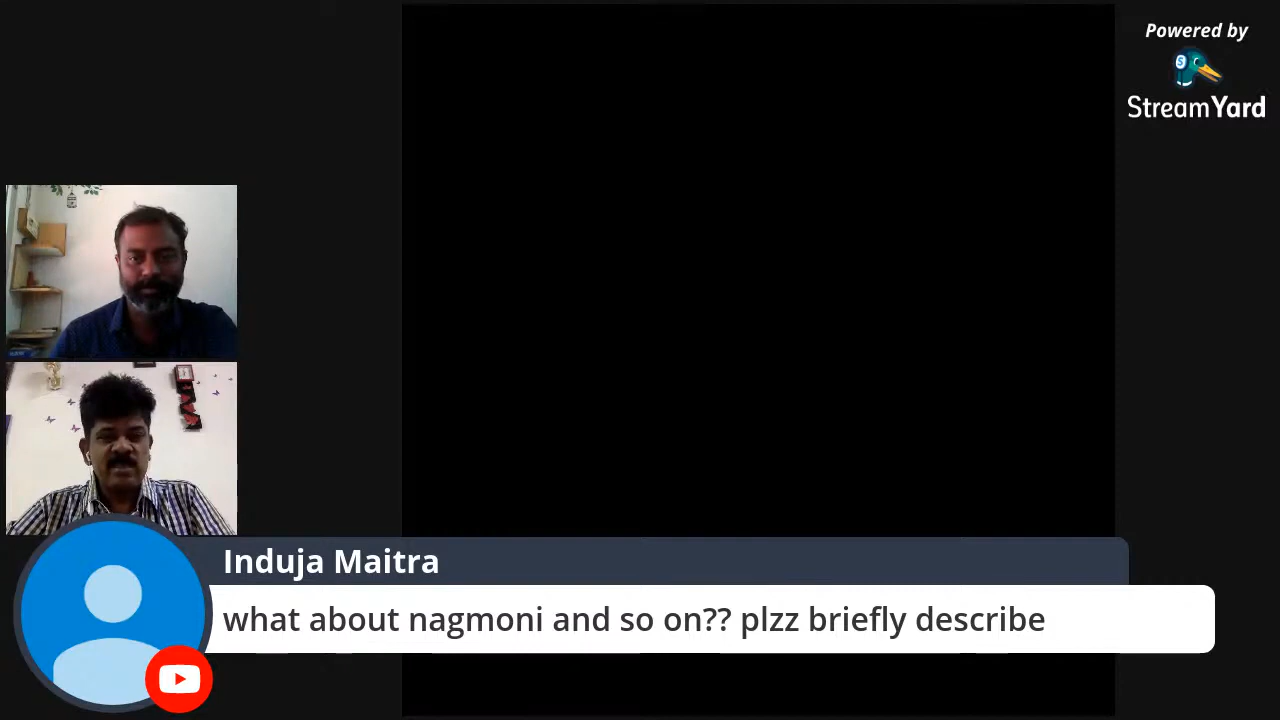 Powered by
StreamYard
Induja Maitra
what about nagmoni and so on?? plzz briefly describe